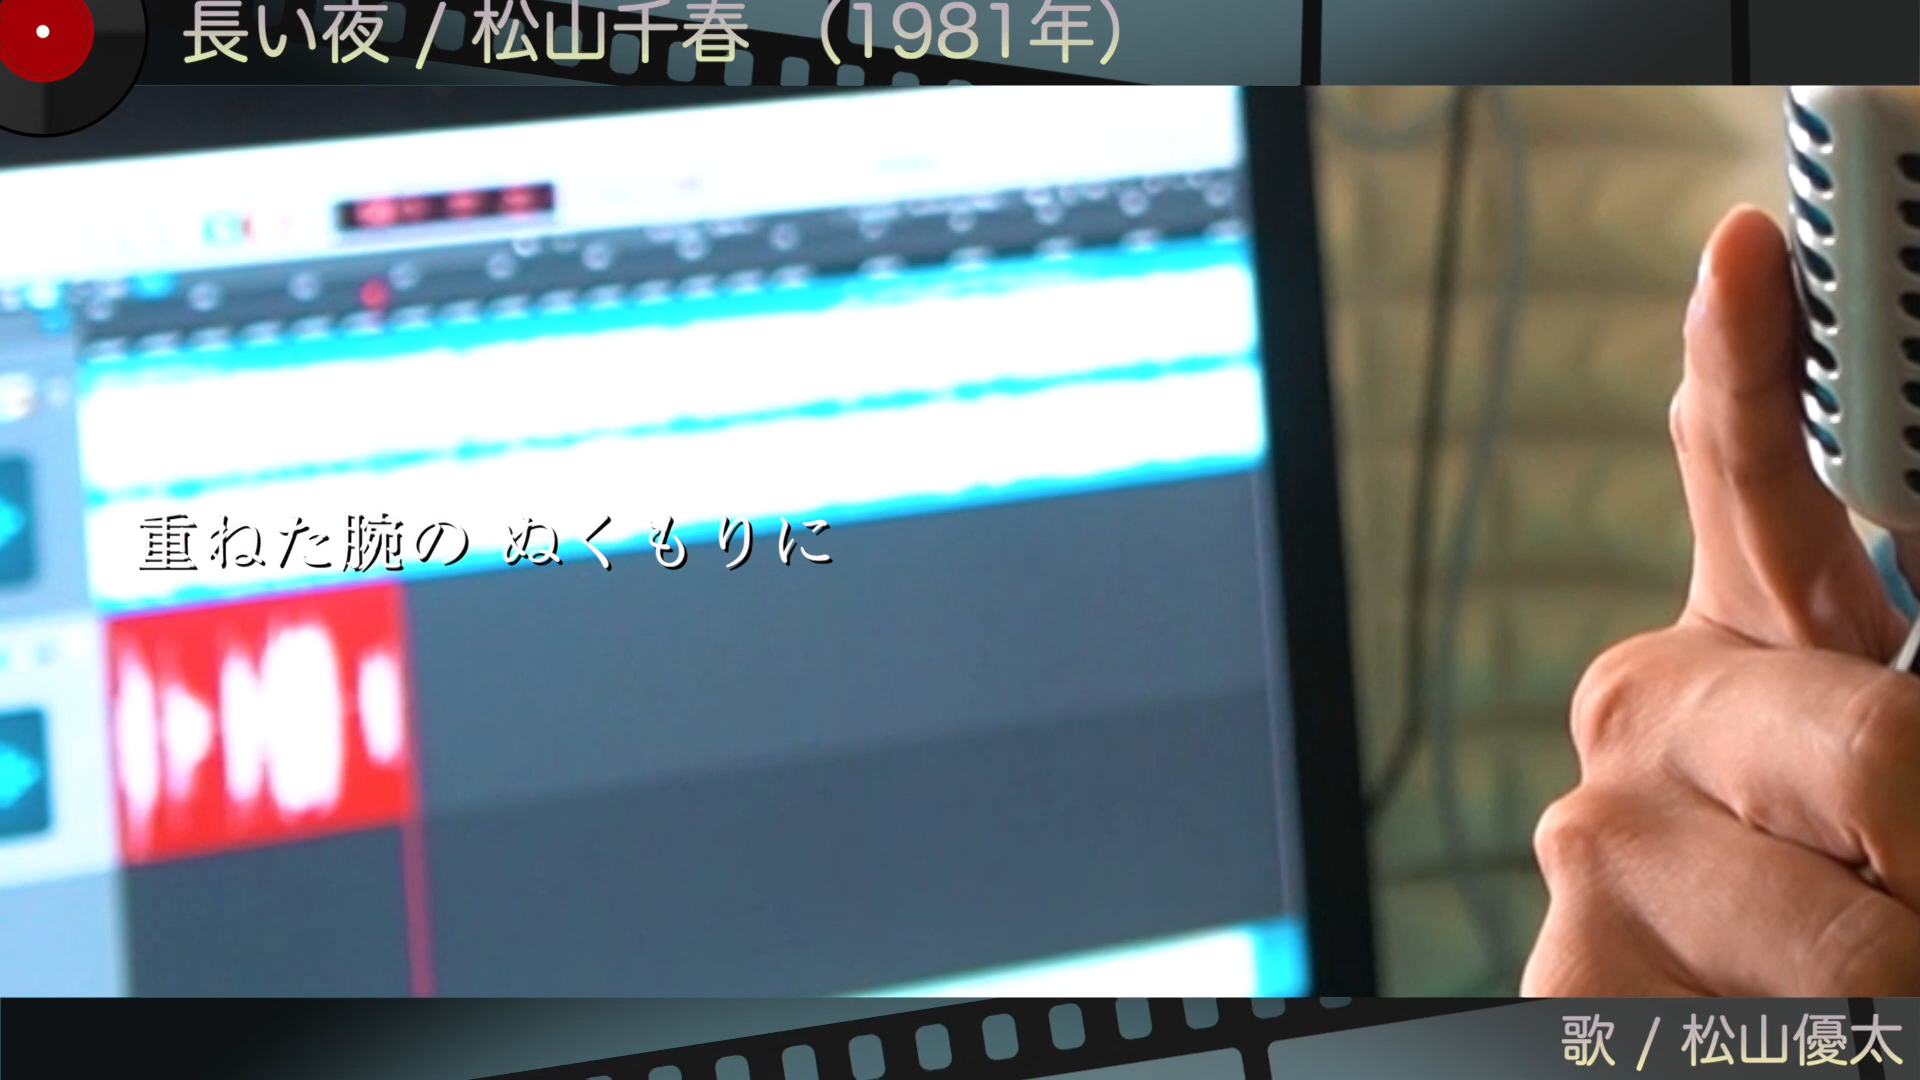 長い夜 / 松山千春 （1981年）
重ねた腕の ぬくもりに
歌 / 松山優太